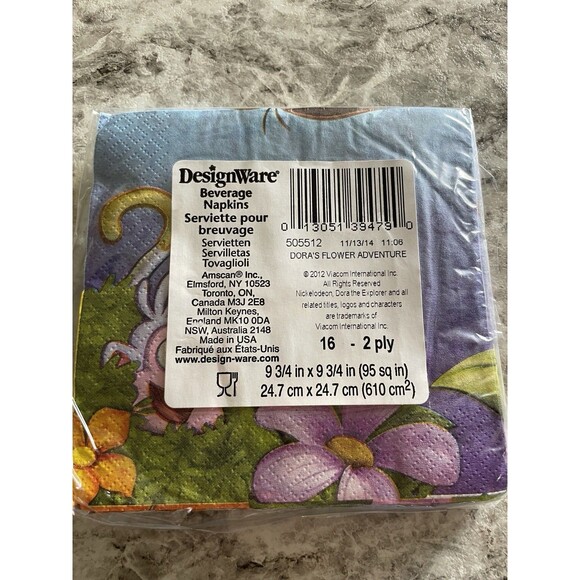 DesignWare®
Beverage
Napkins
Serviette pour
breuvage
Servietten
Servilletas
Tovaglioli
Amscan® Inc.,
Elmsford, NY 10523
Toronto, ON,
Canada M3J 2E8
Milton Keynes,
England MK10 0DA
NSW, Australia 2148
Made in USA
Fabriqué aux États-Unis
www.design-ware.com
0 13051 39479 0
505512 11/13/14 11:06
DORA'S FLOWER ADVENTURE
© 2012 Viacom International Inc.
All Rights Reserved
Nickelodeon, Dora the Explorer and all
related titles, logos and characters
are trademarks of
Viacom International Inc.
16 - 2 ply
9 3/4 in x 9 3/4 in (95 sq in)
24.7 cm x 24.7 cm (610 cm²)